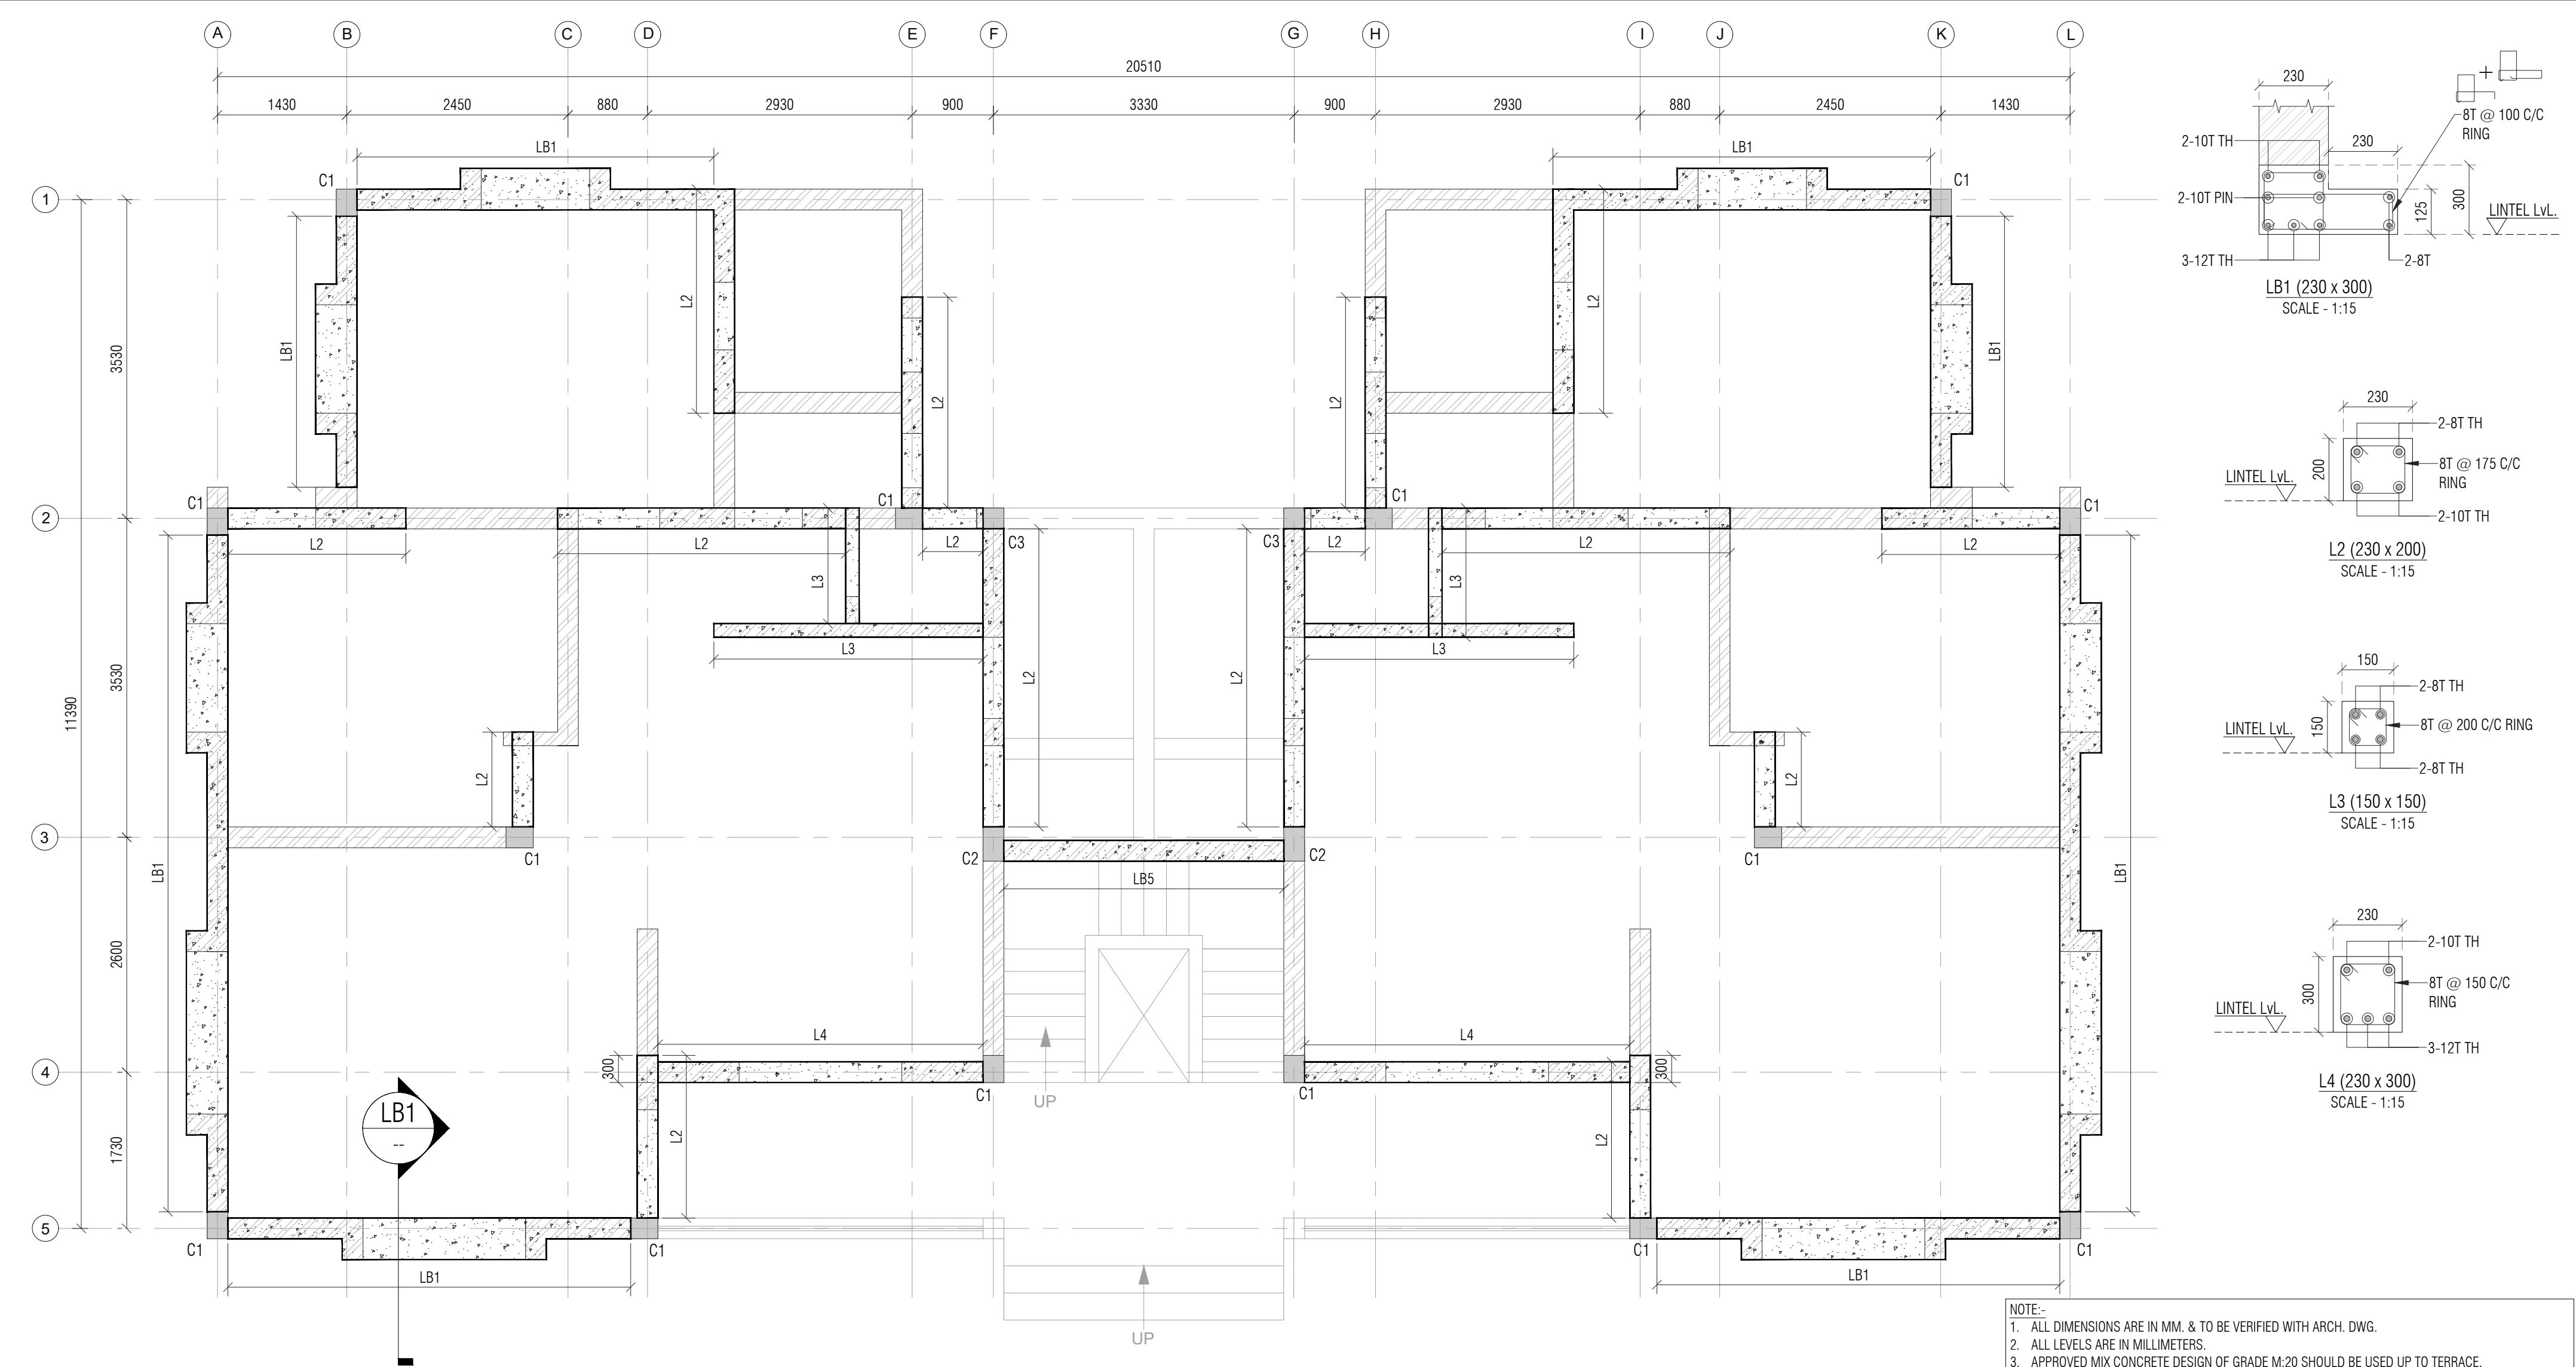 A B C D E F G H I J K L
20510
1430 2450 880 2930 900 3330 900 2930 880 2450 1430
LB1 LB1
C1 C1
1
LB1 L2 L2 L2 L2 LB1
3530
C1 C1 C1 C1
2
L2 L2 L2 C3 C3 L2 L2 L2
L3 L3
L3 L3
L2 L2
3530
11390
L2 L2
3
C1 C2 C2 C1
LB1 LB5 LB1
2600
L4 L4
300 300
4
C1 UP C1
LB1
--
L2 L2
1730
5
C1 C1 C1 C1
LB1 LB1
UP
230
8T @ 100 C/C
RING
2-10T TH
230
2-10T PIN
125
300
LINTEL LvL.
3-12T TH
2-8T
LB1 (230 x 300)
SCALE - 1:15
230
2-8T TH
200
8T @ 175 C/C
RING
LINTEL LvL.
2-10T TH
L2 (230 x 200)
SCALE - 1:15
150
2-8T TH
150
8T @ 200 C/C RING
LINTEL LvL.
2-8T TH
L3 (150 x 150)
SCALE - 1:15
230
2-10T TH
300
8T @ 150 C/C
RING
LINTEL LvL.
3-12T TH
L4 (230 x 300)
SCALE - 1:15
NOTE:-
1. ALL DIMENSIONS ARE IN MM. & TO BE VERIFIED WITH ARCH. DWG.
2. ALL LEVELS ARE IN MILLIMETERS.
3. APPROVED MIX CONCRETE DESIGN OF GRADE M:20 SHOULD BE USED UP TO TERRACE.